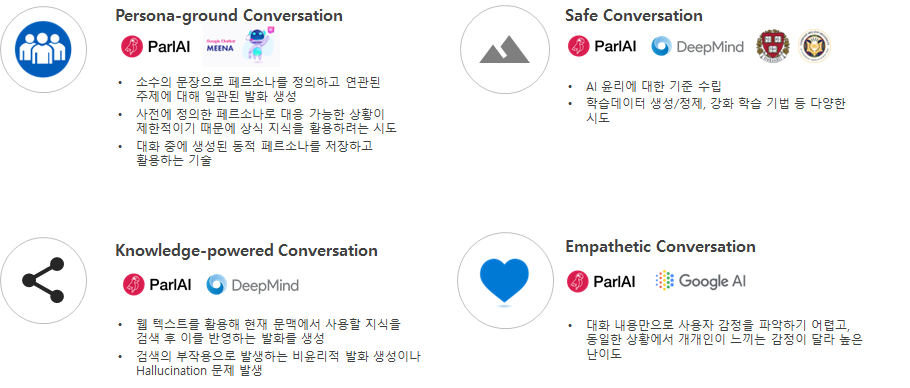 Persona-ground Conversation
ParlAI
Google Chatbot
MEENA
• 소수의 문장으로 페르소나를 정의하고 연관된
주제에 대해 일관된 발화 생성
• 사전에 정의한 페르소나로 대응 가능한 상황이
제한적이기 때문에 상식 지식을 활용하려는 시도
• 대화 중에 생성된 동적 페르소나를 저장하고
활용하는 기술
Safe Conversation
ParlAI DeepMind
• AI 윤리에 대한 기준 수립
• 학습데이터 생성/정제, 강화 학습 기법 등 다양한
시도
Knowledge-powered Conversation
ParlAI DeepMind
• 웹 텍스트를 활용해 현재 문맥에서 사용할 지식을
검색 후 이를 반영하는 발화를 생성
• 검색의 부작용으로 발생하는 비윤리적 발화 생성이나
Hallucination 문제 발생
Empathetic Conversation
ParlAI Google AI
• 대화 내용만으로 사용자 감정을 파악하기 어렵고,
동일한 상황에서 개개인이 느끼는 감정이 달라 높은
난이도